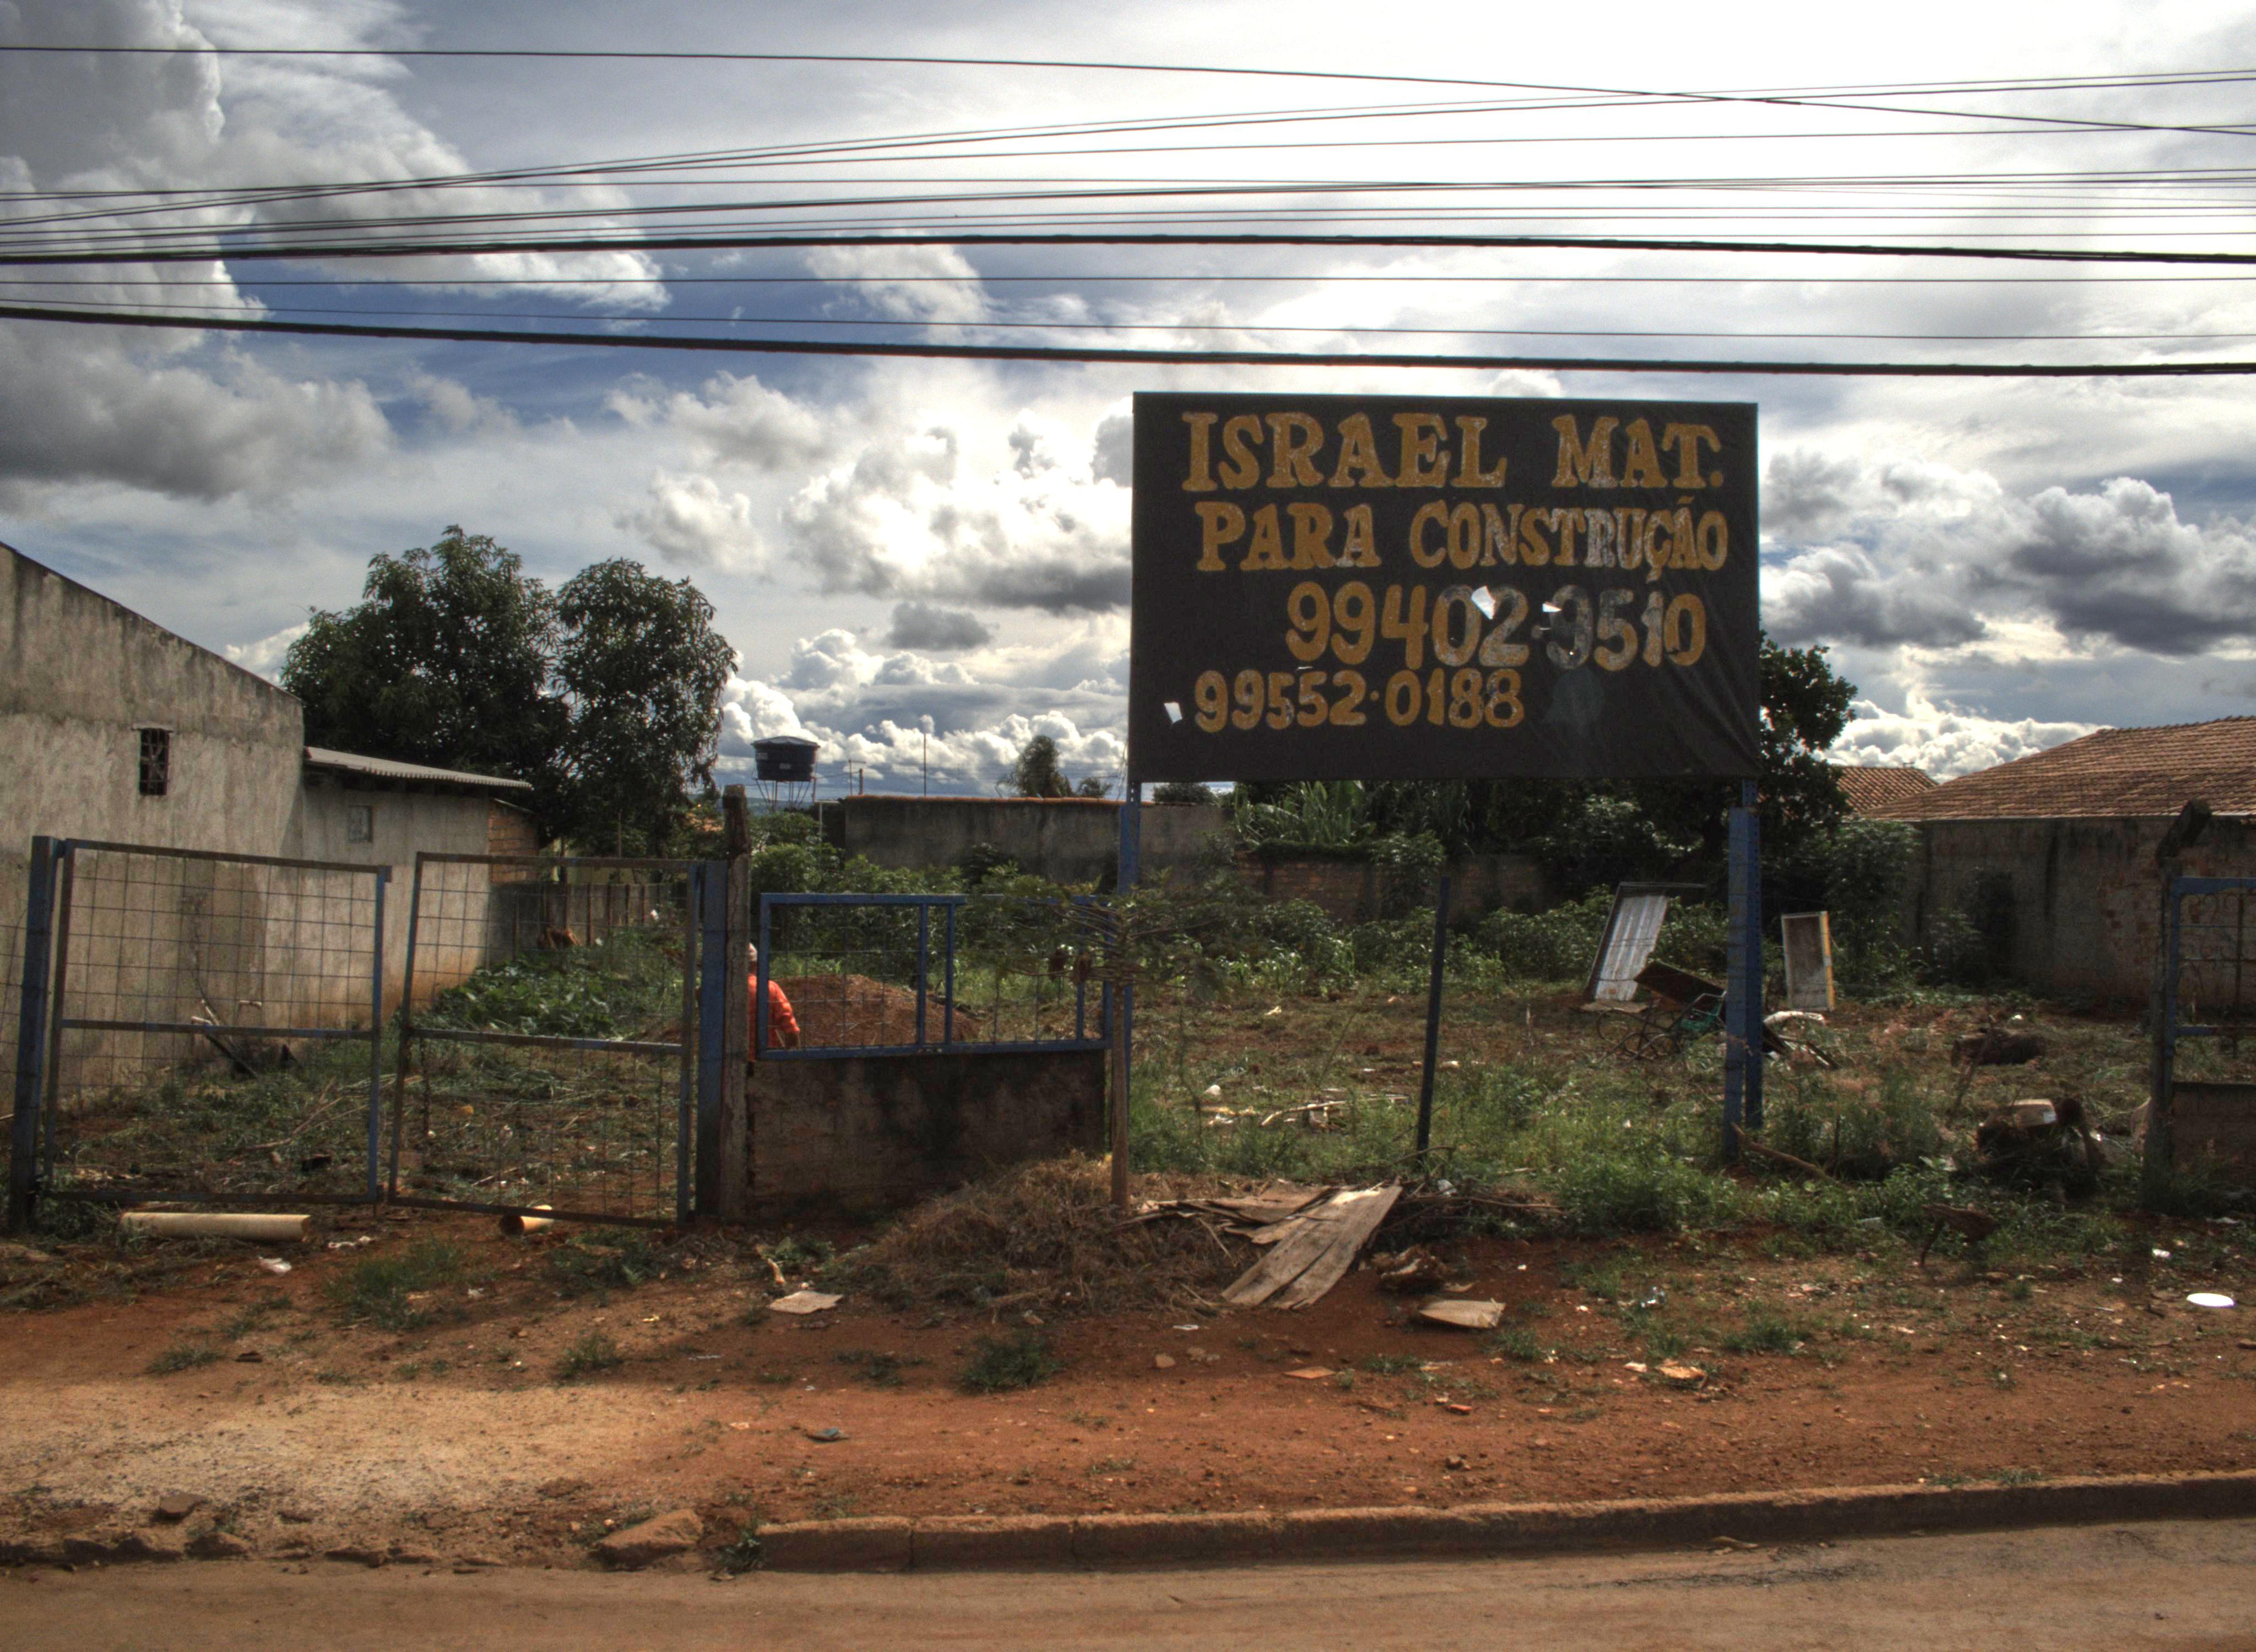 ISRAEL MAT.
PARA CONSTRUÇÃO
99402-9510
99552-0188